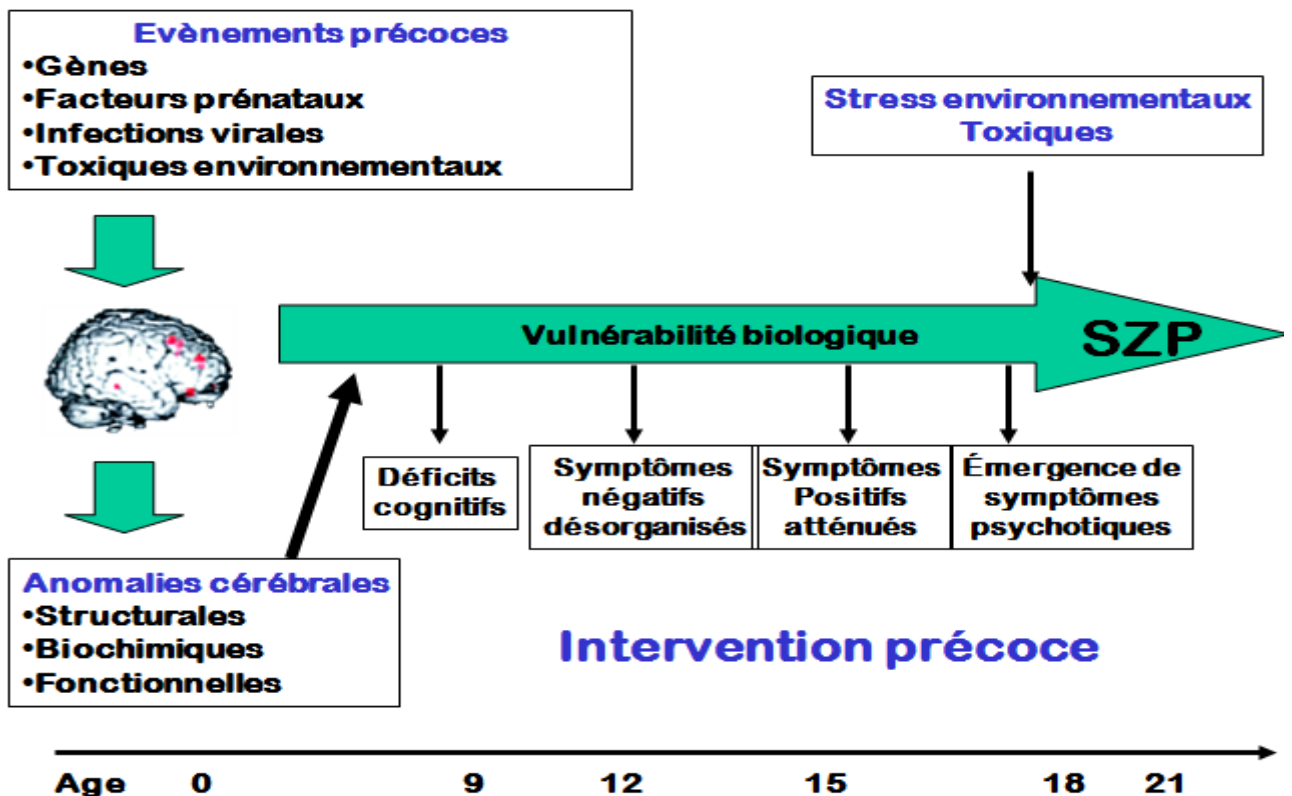 Evènements précoces
•Gènes
•Facteurs prénataux
•Infections virales
•Toxiques environnementaux
Stress environnementaux
Toxiques
Vulnérabilité biologique
SZP
Déficits
cognitifs
Symptômes
négatifs
désorganisés
Symptômes
Positifs
atténués
Émergence de
symptômes
psychotiques
Anomalies cérébrales
•Structurales
•Biochimiques
•Fonctionnelles
Intervention précoce
Age 0 9 12 15 18 21